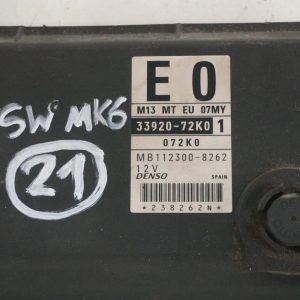 E 0
M13 MT EU 07MY
33920-72K0 1
072K0
MB112300-8262
12V
DENSO SPAIN
*238262N*
SW MK6
21